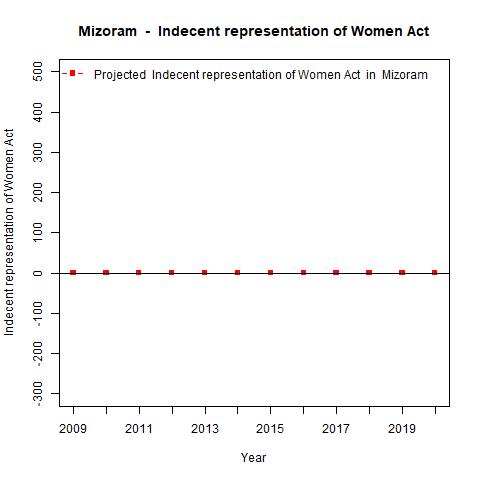 Mizoram - Indecent representation of Women Act
Projected Indecent representation of Women Act in Mizoram
Indecent representation of Women Act
500
400
300
200
100
0
-100
-200
-300
2009 2011 2013 2015 2017 2019
Year